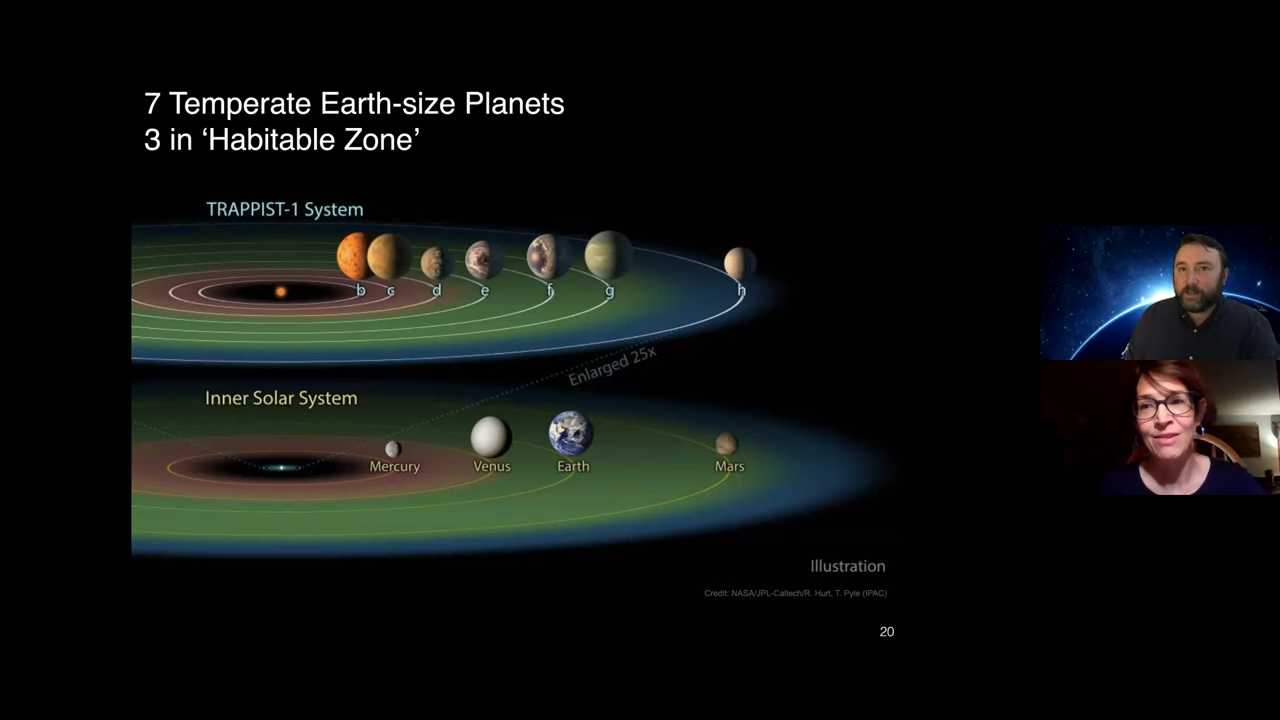 7 Temperate Earth-size Planets
3 in ‘Habitable Zone’
TRAPPIST-1 System
b c d e f g h
Enlarged 25x
Inner Solar System
Mercury Venus Earth Mars
Illustration
Credit: NASA/JPL-Caltech/R. Hurt, T. Pyle (IPAC)
20